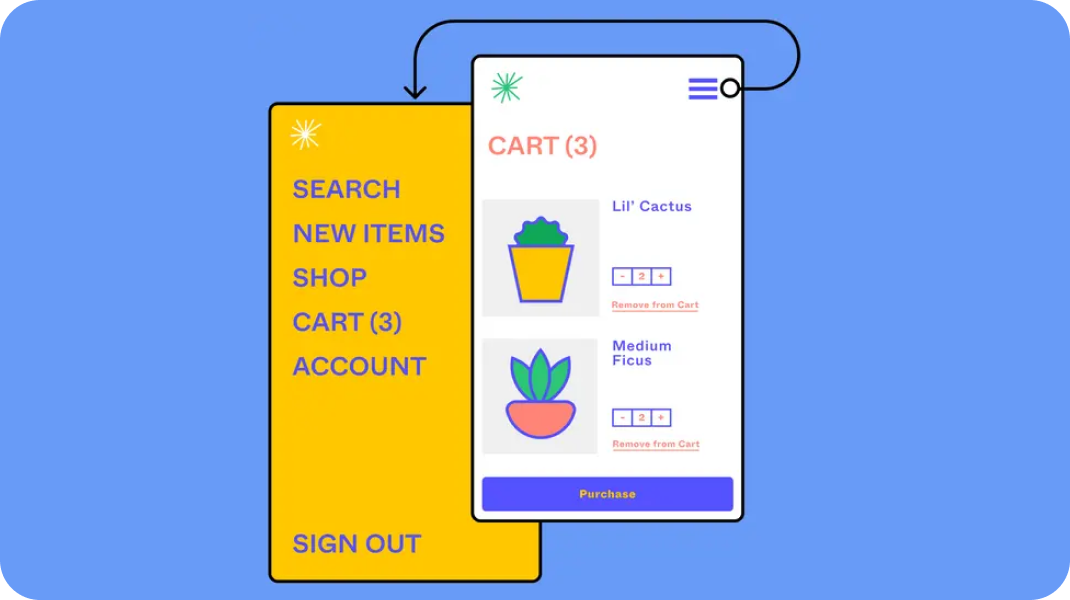 SEARCH
NEW ITEMS
SHOP
CART (3)
ACCOUNT
SIGN OUT
CART (3)
Lil' Cactus
- 2 +
Remove from Cart
Medium
Ficus
- 2 +
Remove from Cart
Purchase